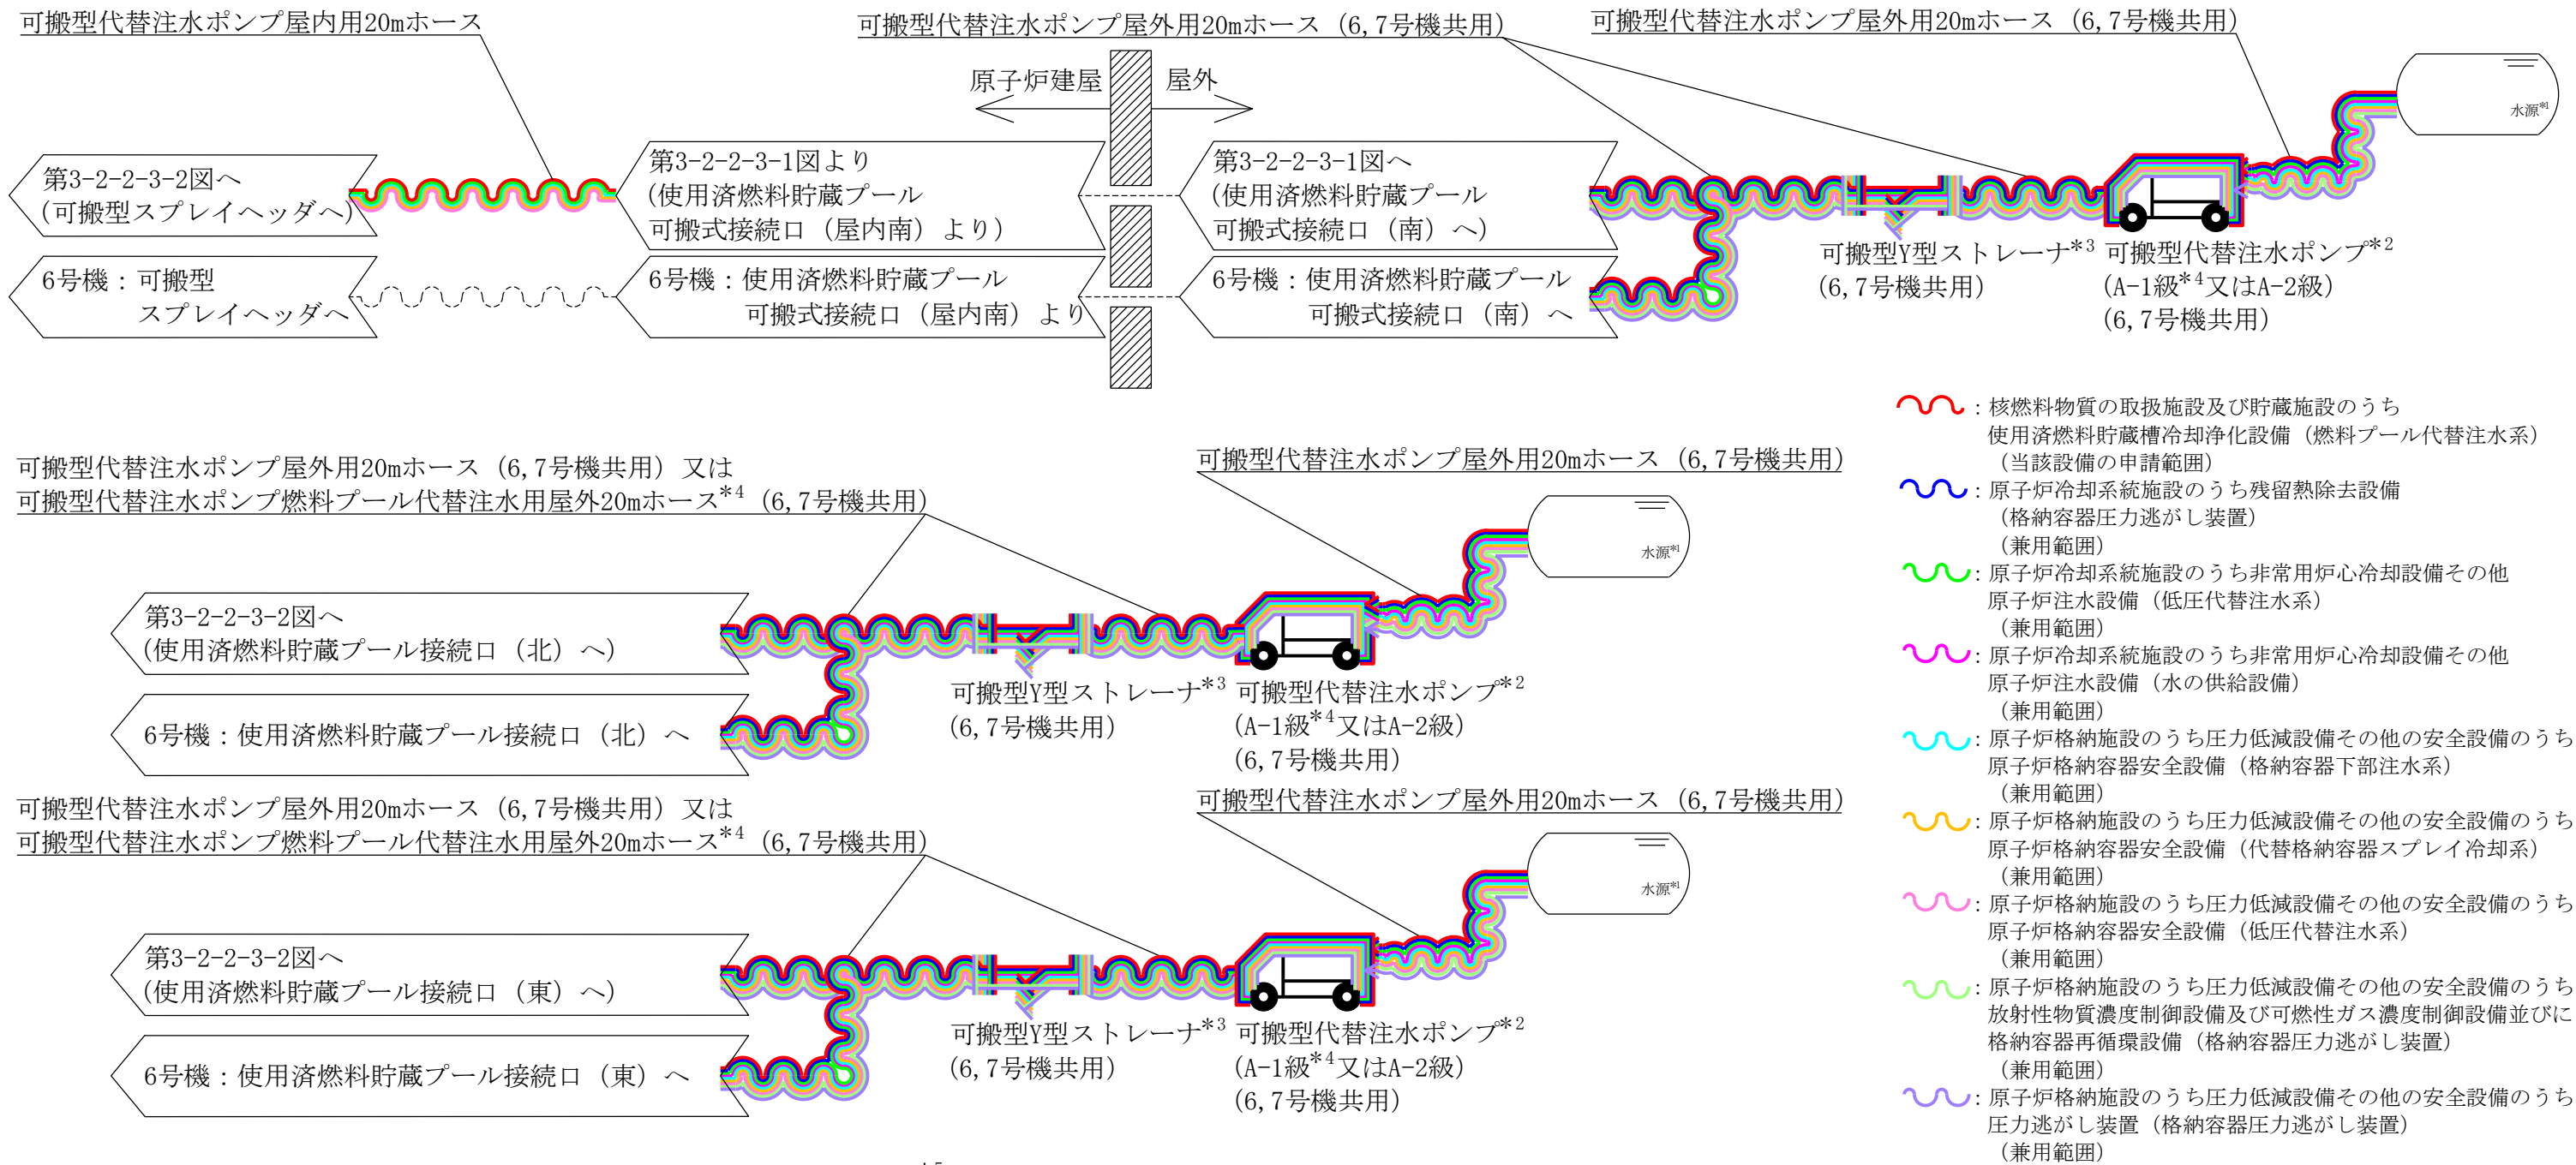 可搬型代替注水ポンプ屋内用20mホース
可搬型代替注水ポンプ屋外用20mホース（6,7号機共用）
可搬型代替注水ポンプ屋外用20mホース（6,7号機共用）
原子炉建屋
屋外
水源*1
第3-2-2-3-2図へ
(可搬型スプレイヘッダへ)
第3-2-2-3-1図より
(使用済燃料貯蔵プール
可搬式接続口（屋内南）より)
第3-2-2-3-1図へ
(使用済燃料貯蔵プール
可搬式接続口（南）へ)
6号機：可搬型
スプレイヘッダへ
6号機：使用済燃料貯蔵プール
可搬式接続口（屋内南）より
6号機：使用済燃料貯蔵プール
可搬式接続口（南）へ
可搬型Y型ストレーナ*3
(6,7号機共用)
可搬型代替注水ポンプ*2
(A-1級*4又はA-2級)
(6,7号機共用)
可搬型代替注水ポンプ屋外用20mホース（6,7号機共用）又は
可搬型代替注水ポンプ燃料プール代替注水用屋外20mホース*4（6,7号機共用）
可搬型代替注水ポンプ屋外用20mホース（6,7号機共用）
水源*1
第3-2-2-3-2図へ
(使用済燃料貯蔵プール接続口（北）へ)
6号機：使用済燃料貯蔵プール接続口（北）へ
可搬型Y型ストレーナ*3
(6,7号機共用)
可搬型代替注水ポンプ*2
(A-1級*4又はA-2級)
(6,7号機共用)
可搬型代替注水ポンプ屋外用20mホース（6,7号機共用）又は
可搬型代替注水ポンプ燃料プール代替注水用屋外20mホース*4（6,7号機共用）
可搬型代替注水ポンプ屋外用20mホース（6,7号機共用）
水源*1
第3-2-2-3-2図へ
(使用済燃料貯蔵プール接続口（東）へ)
6号機：使用済燃料貯蔵プール接続口（東）へ
可搬型Y型ストレーナ*3
(6,7号機共用)
可搬型代替注水ポンプ*2
(A-1級*4又はA-2級)
(6,7号機共用)
：核燃料物質の取扱施設及び貯蔵施設のうち
使用済燃料貯蔵槽冷却浄化設備（燃料プール代替注水系）
（当該設備の申請範囲）
：原子炉冷却系統施設のうち残留熱除去設備
（格納容器圧力逃がし装置）
（兼用範囲）
：原子炉冷却系統施設のうち非常用炉心冷却設備その他
原子炉注水設備（低圧代替注水系）
（兼用範囲）
：原子炉冷却系統施設のうち非常用炉心冷却設備その他
原子炉注水設備（水の供給設備）
（兼用範囲）
：原子炉格納施設のうち圧力低減設備その他の安全設備のうち
原子炉格納容器安全設備（格納容器下部注水系）
（兼用範囲）
：原子炉格納施設のうち圧力低減設備その他の安全設備のうち
原子炉格納容器安全設備（代替格納容器スプレイ冷却系）
（兼用範囲）
：原子炉格納施設のうち圧力低減設備その他の安全設備のうち
原子炉格納容器安全設備（低圧代替注水系）
（兼用範囲）
：原子炉格納施設のうち圧力低減設備その他の安全設備のうち
放射性物質濃度制御設備及び可燃性ガス濃度制御設備並びに
格納容器再循環設備（格納容器圧力逃がし装置）
（兼用範囲）
：原子炉格納施設のうち圧力低減設備その他の安全設備のうち
圧力逃がし装置（格納容器圧力逃がし装置）
（兼用範囲）